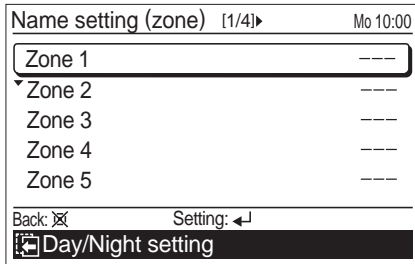 Name setting (zone) [1/4]▸ Mo 10:00
Zone 1 −−−
Zone 2 −−−
Zone 3 −−−
Zone 4 −−−
Zone 5 −−−
Back: Setting: ↵
Day/Night setting